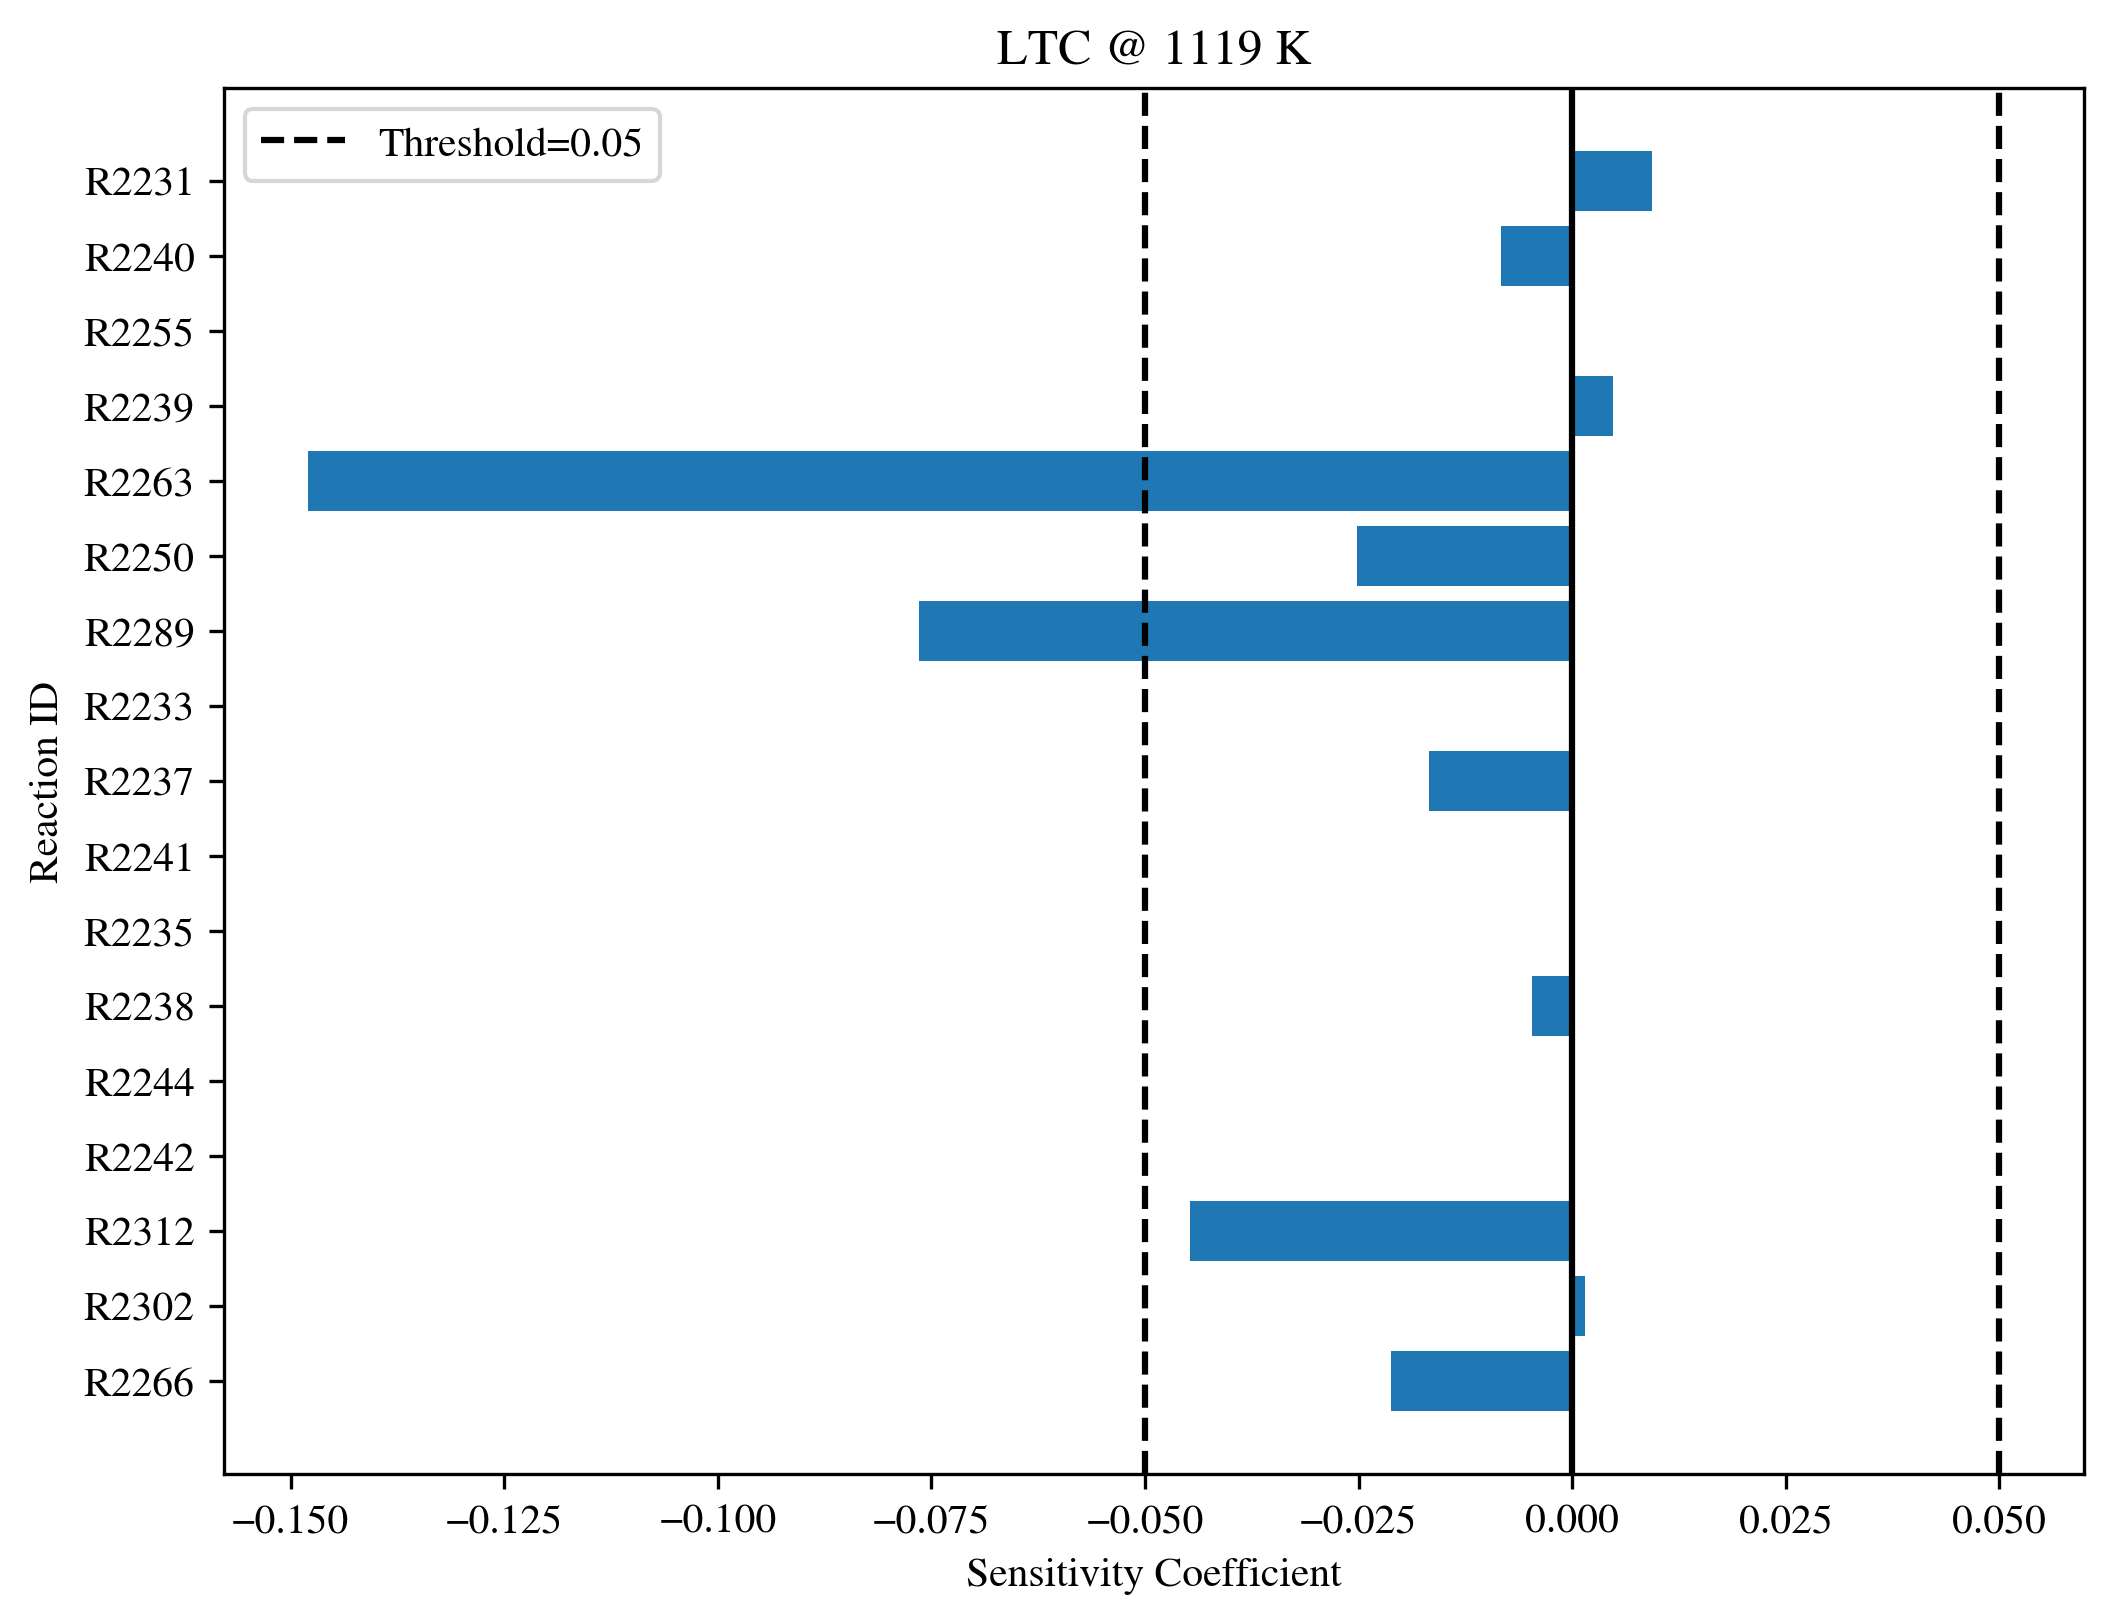 LTC @ 1119 K
Threshold=0.05
R2231
R2240
R2255
R2239
R2263
R2250
R2289
R2233
R2237
R2241
R2235
R2238
R2244
R2242
R2312
R2302
R2266
Reaction ID
−0.150 −0.125 −0.100 −0.075 −0.050 −0.025 0.000 0.025 0.050
Sensitivity Coefficient